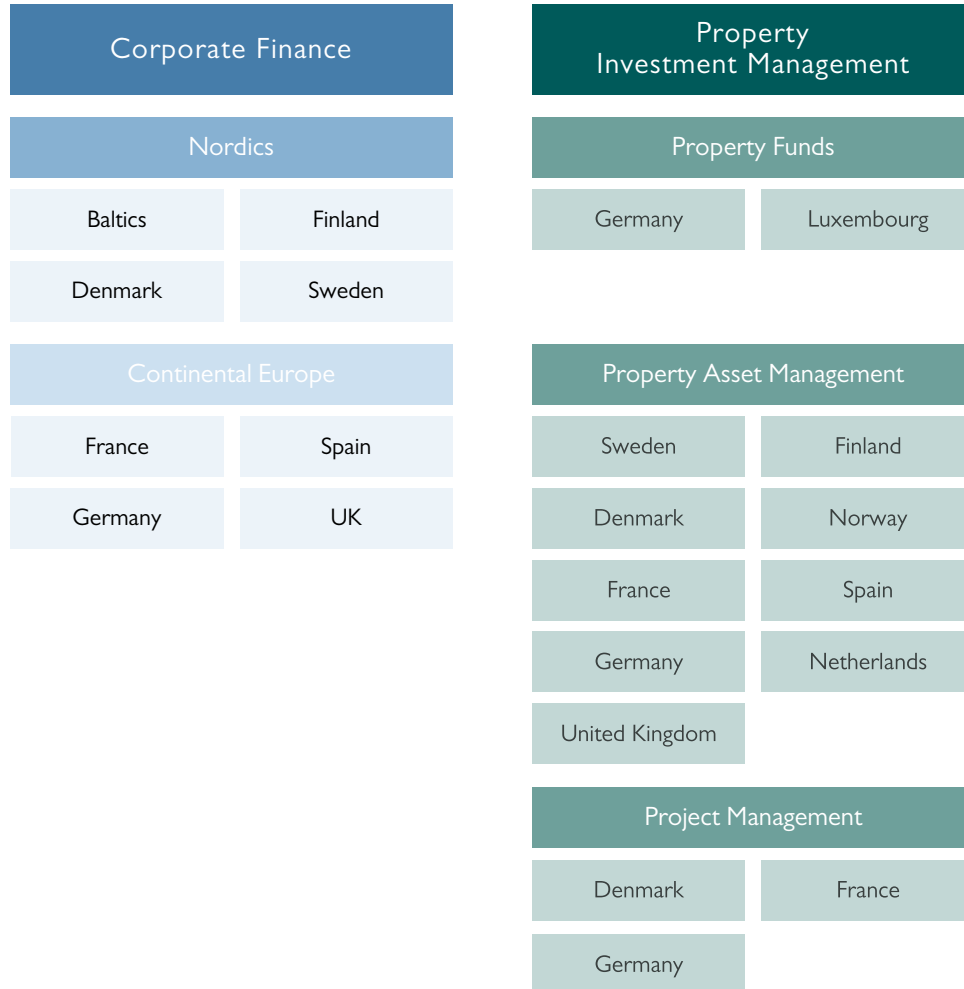 Corporate Finance
Nordics
Baltics
Finland
Denmark
Sweden
Continental Europe
France
Spain
Germany
UK
Property
Investment Management
Property Funds
Germany
Luxembourg
Property Asset Management
Sweden
Finland
Denmark
Norway
France
Spain
Germany
Netherlands
United Kingdom
Project Management
Denmark
France
Germany